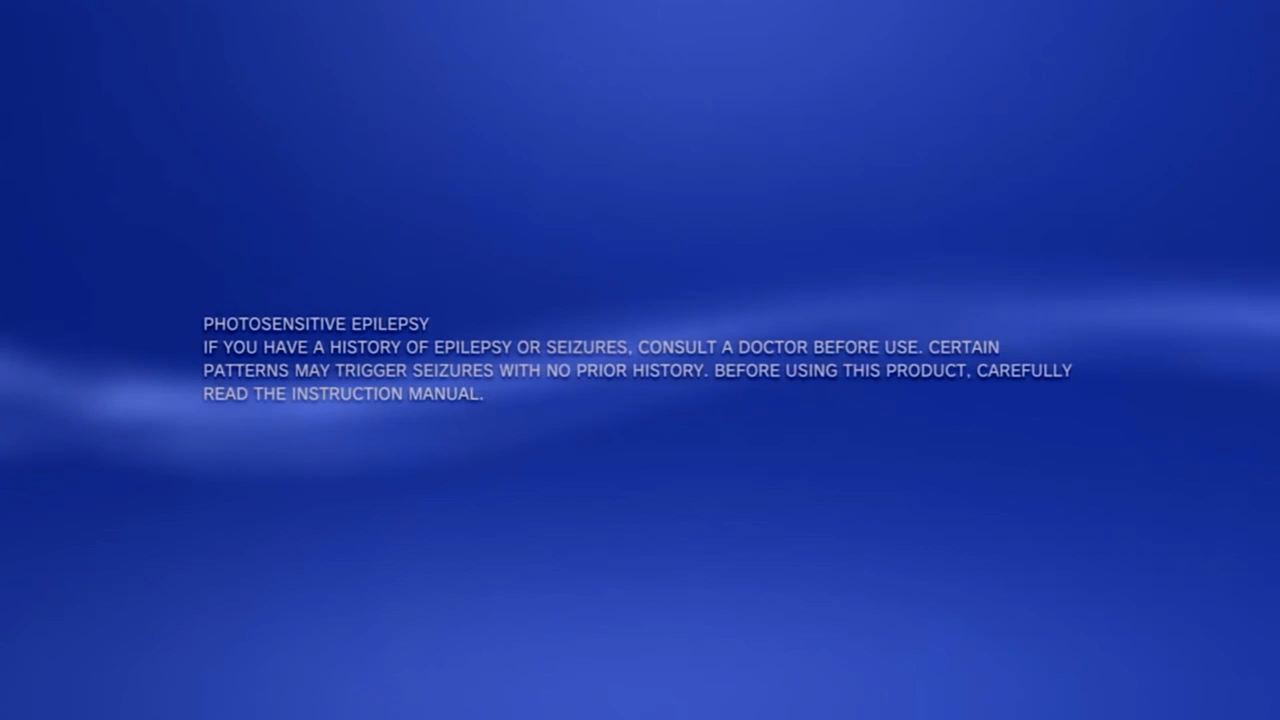 PHOTOSENSITIVE EPILEPSY
IF YOU HAVE A HISTORY OF EPILEPSY OR SEIZURES, CONSULT A DOCTOR BEFORE USE. CERTAIN
PATTERNS MAY TRIGGER SEIZURES WITH NO PRIOR HISTORY. BEFORE USING THIS PRODUCT, CAREFULLY
READ THE INSTRUCTION MANUAL.